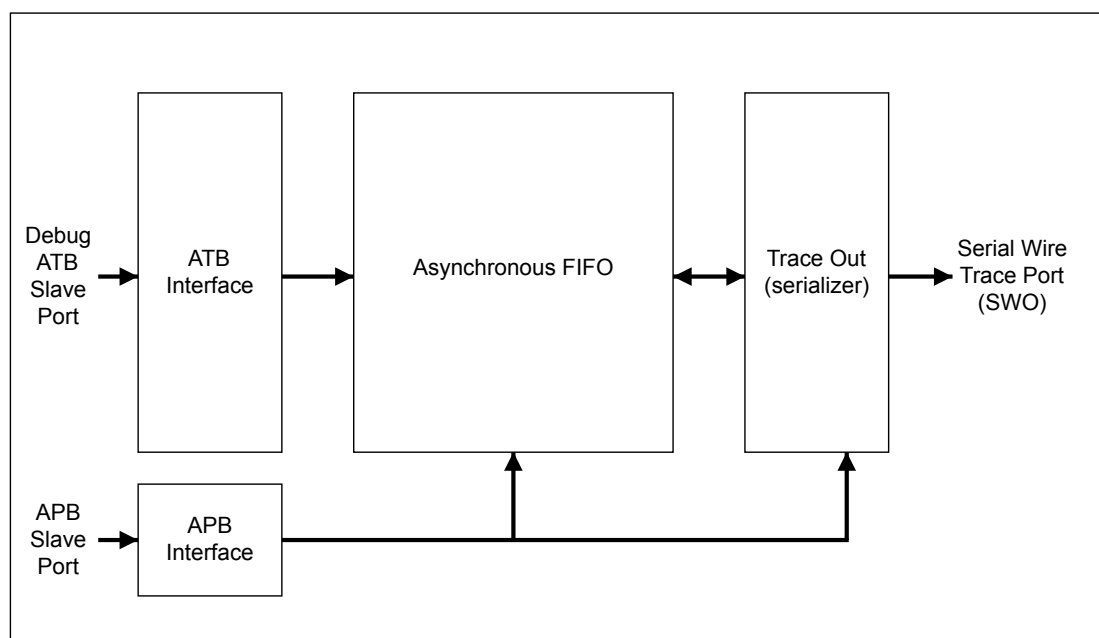 Debug
ATB
Slave
Port
ATB
Interface
Asynchronous FIFO
Trace Out
(serializer)
Serial Wire
Trace Port
(SWO)
APB
Slave
Port
APB
Interface